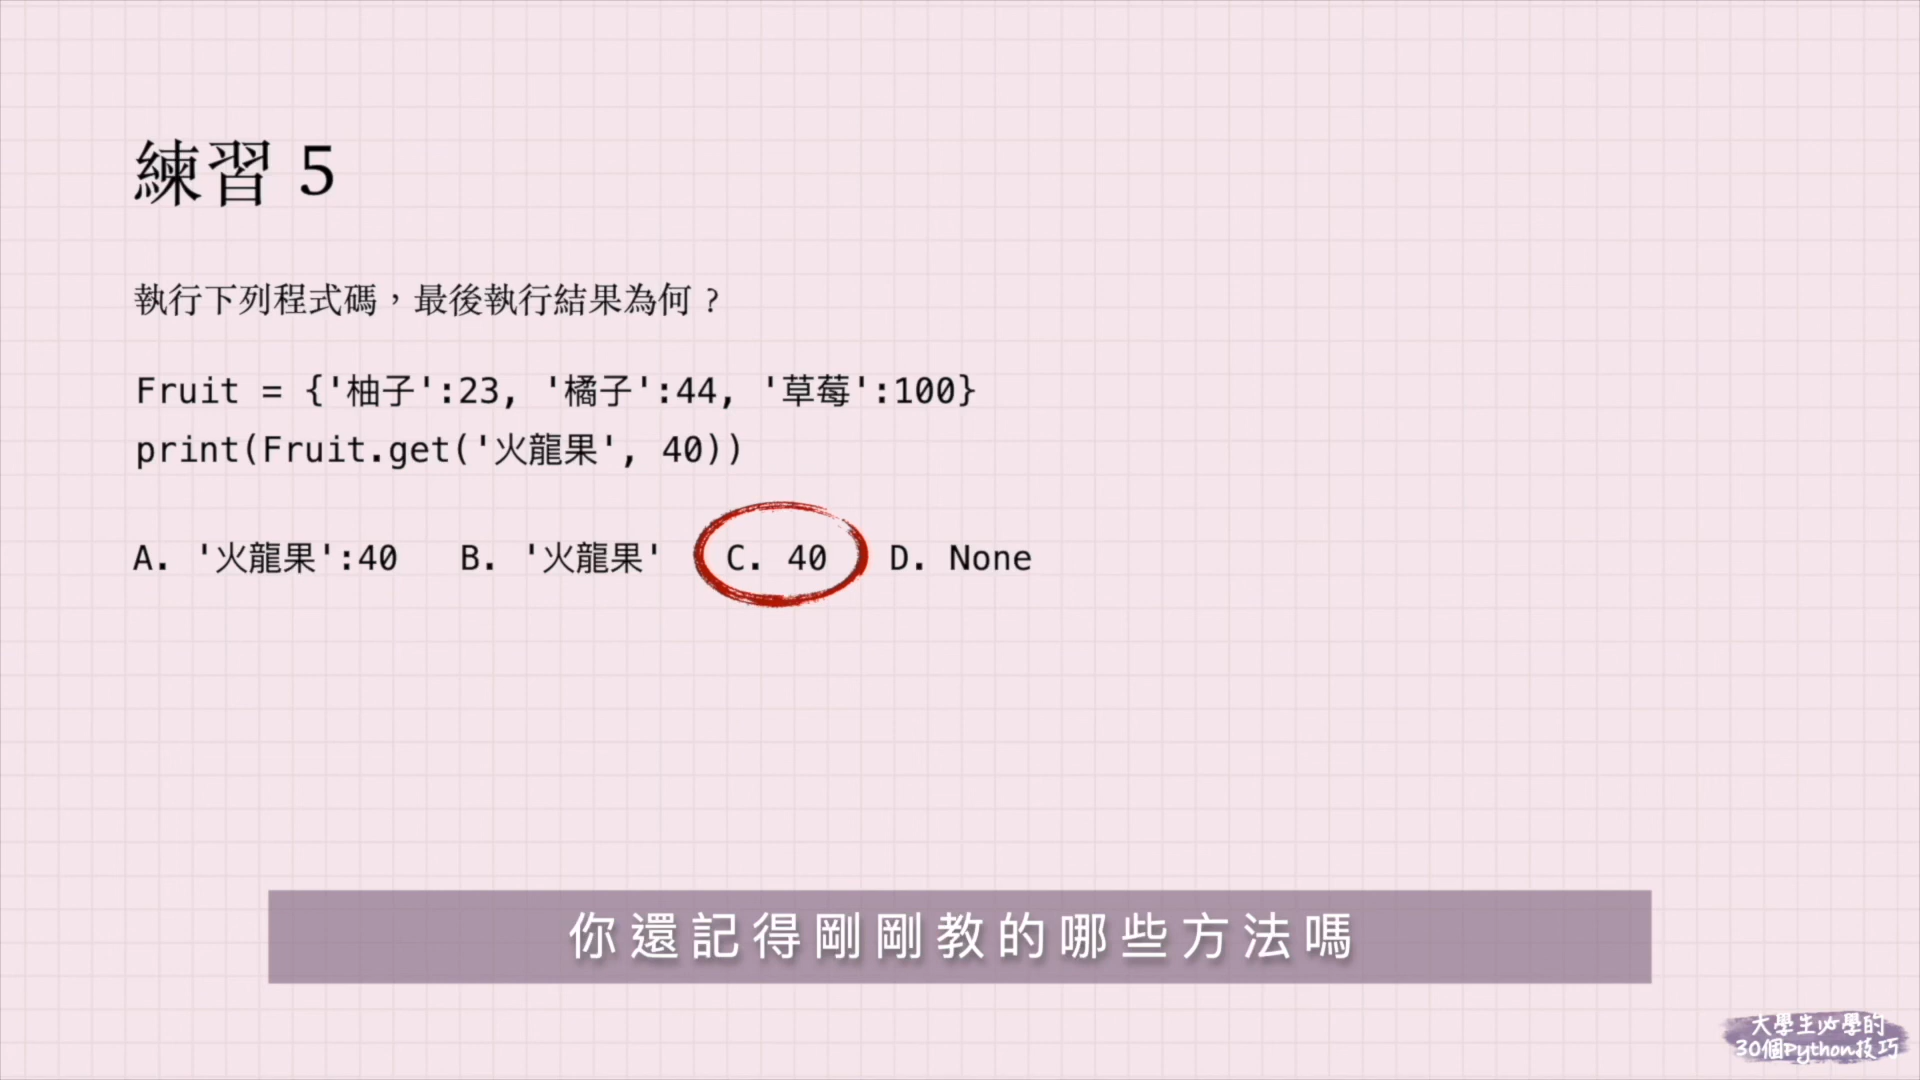 練習 5
執行下列程式碼，最後執行結果為何？
Fruit = {'柚子':23, '橘子':44, '草莓':100}
print(Fruit.get('火龍果', 40))
A. '火龍果':40 B. '火龍果' C. 40 D. None
你還記得剛剛教的哪些方法嗎
大學生必學的
30個Python技巧